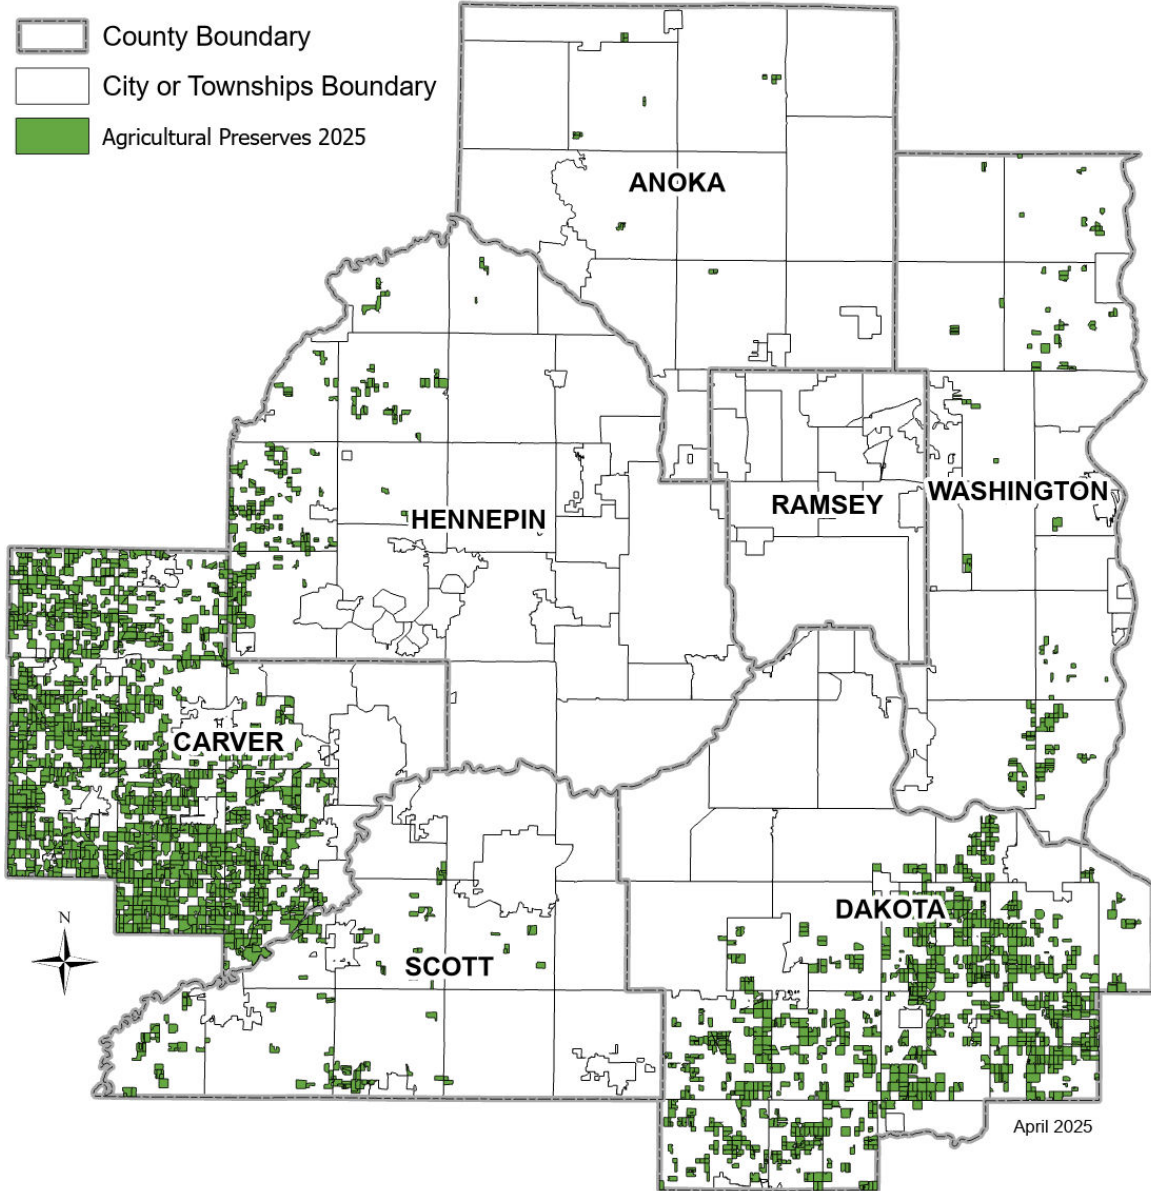 County Boundary
City or Townships Boundary
Agricultural Preserves 2025
ANOKA
HENNEPIN
RAMSEY
WASHINGTON
CARVER
DAKOTA
N
SCOTT
April 2025